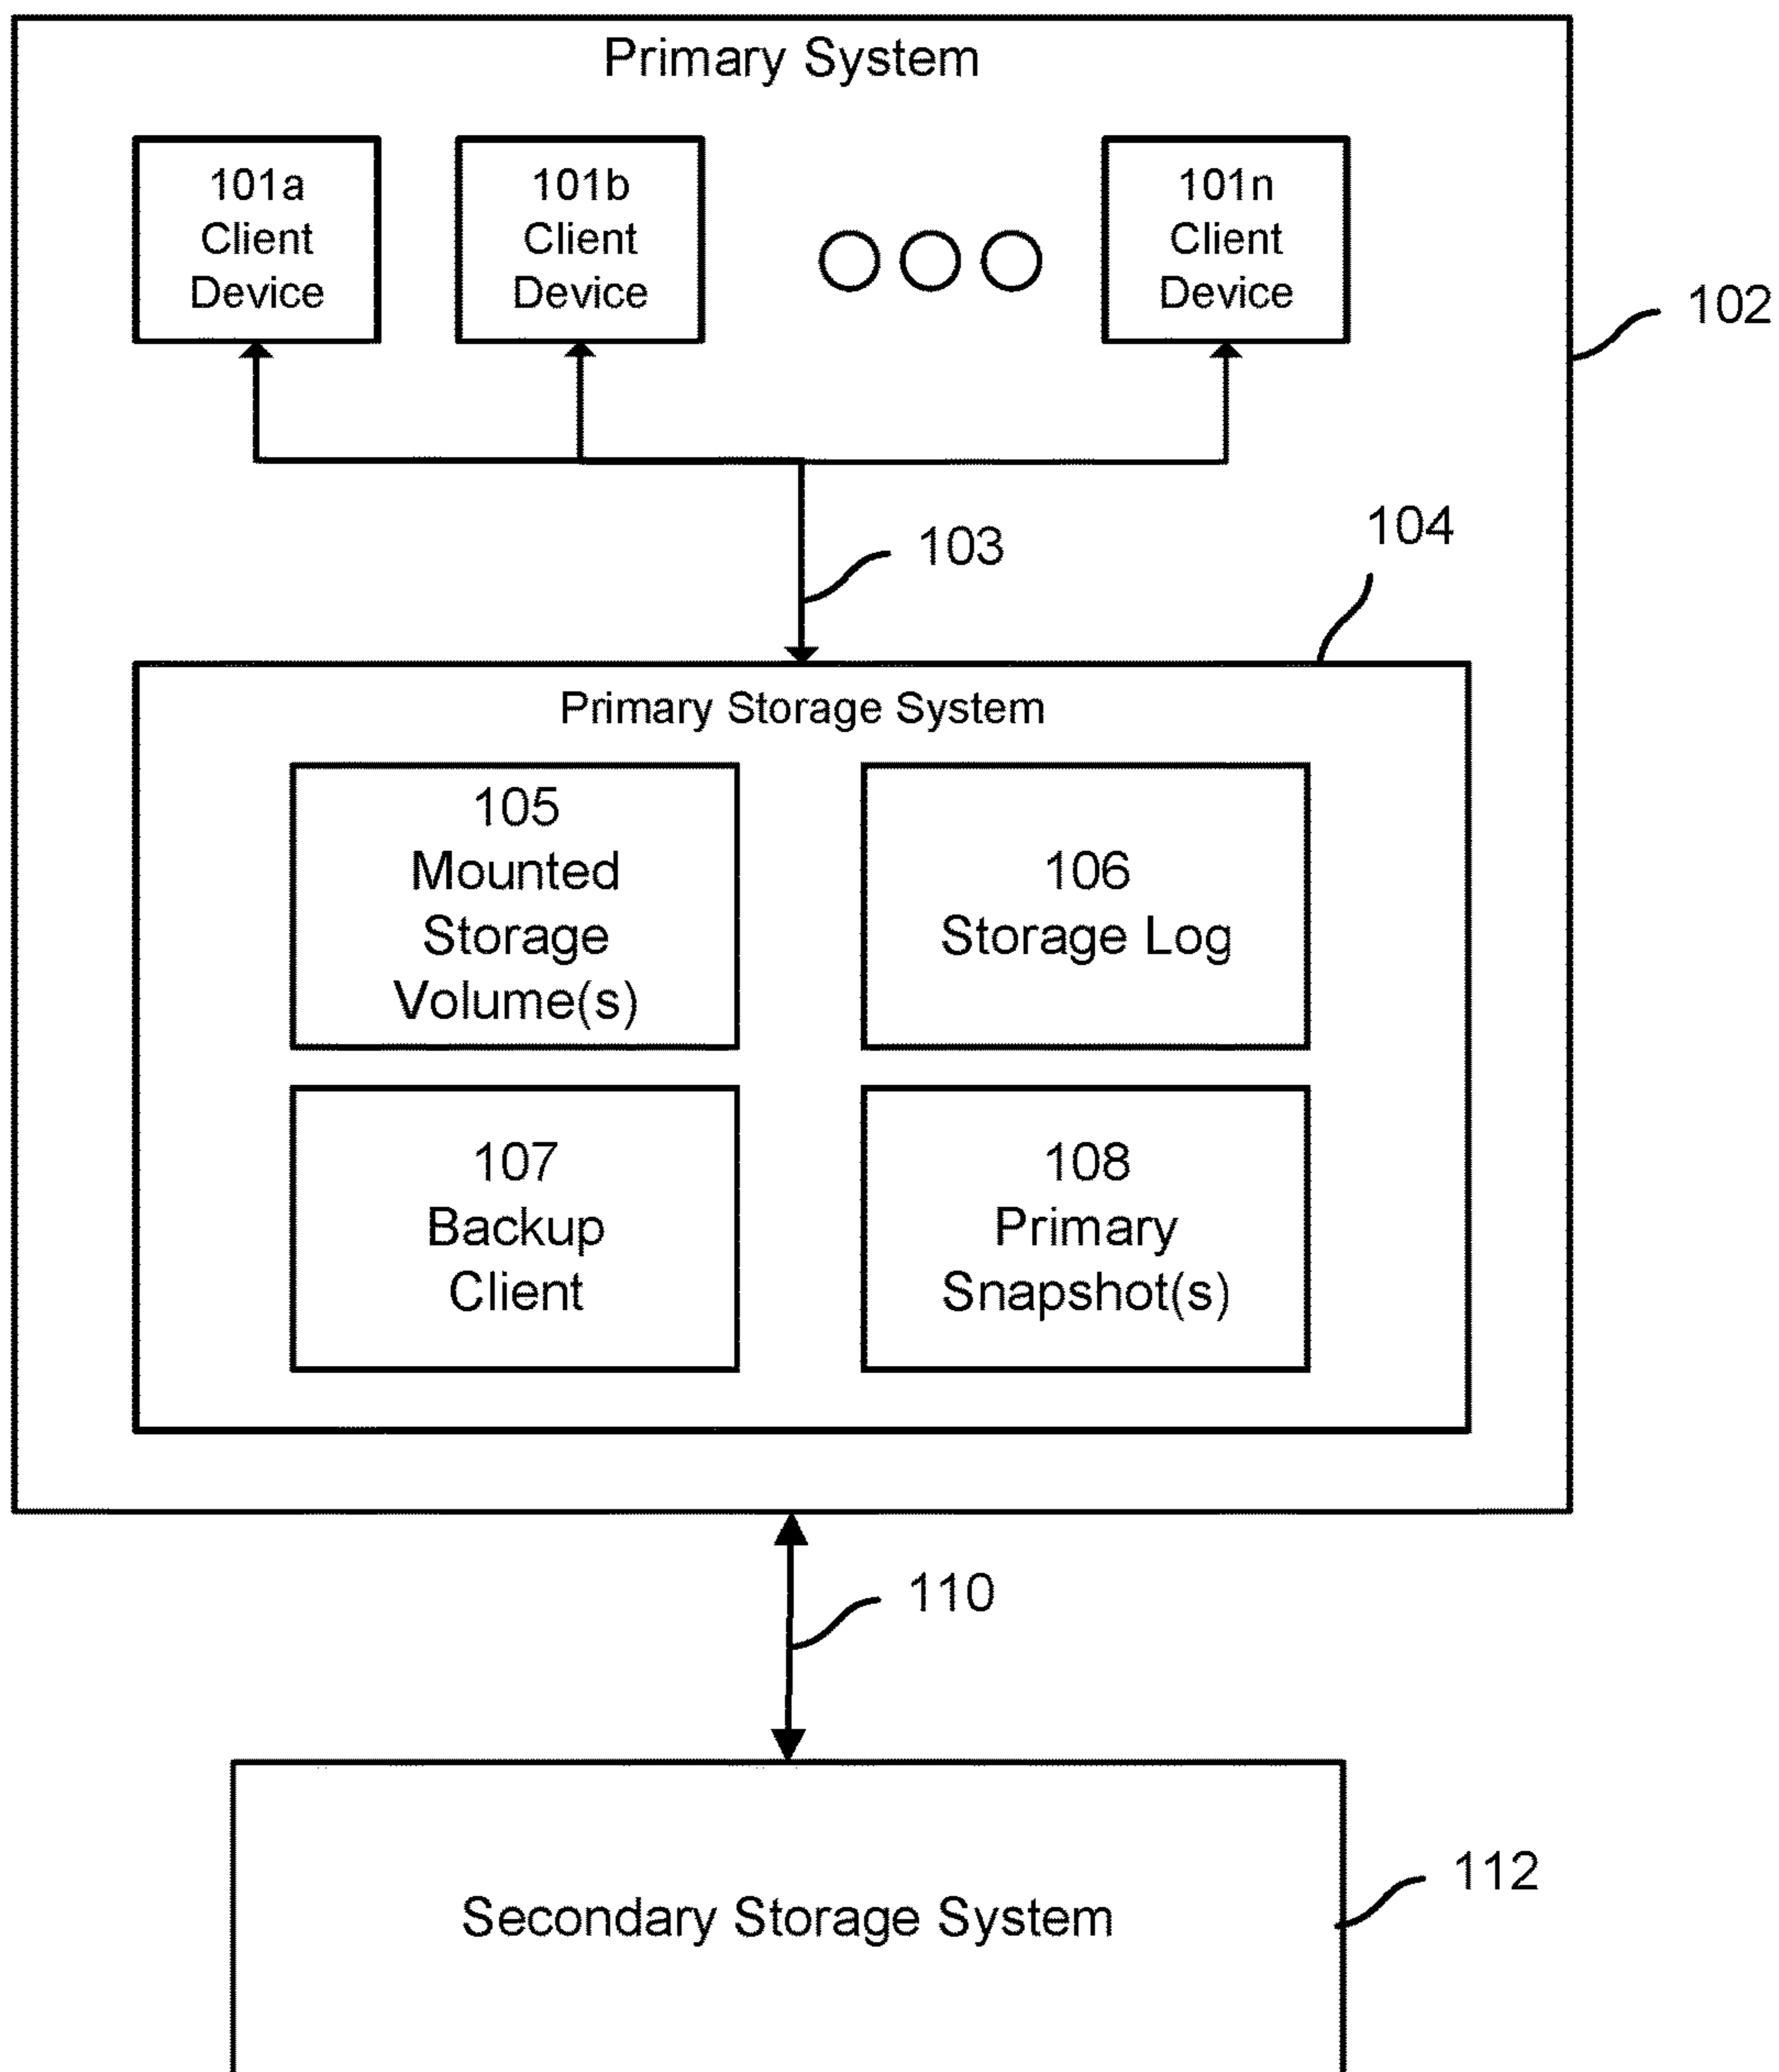 Primary System
101a
Client
Device
101b
Client
Device
101n
Client
Device
102
103
104
Primary Storage System
105
Mounted
Storage
Volume(s)
106
Storage Log
107
Backup
Client
108
Primary
Snapshot(s)
110
Secondary Storage System
112